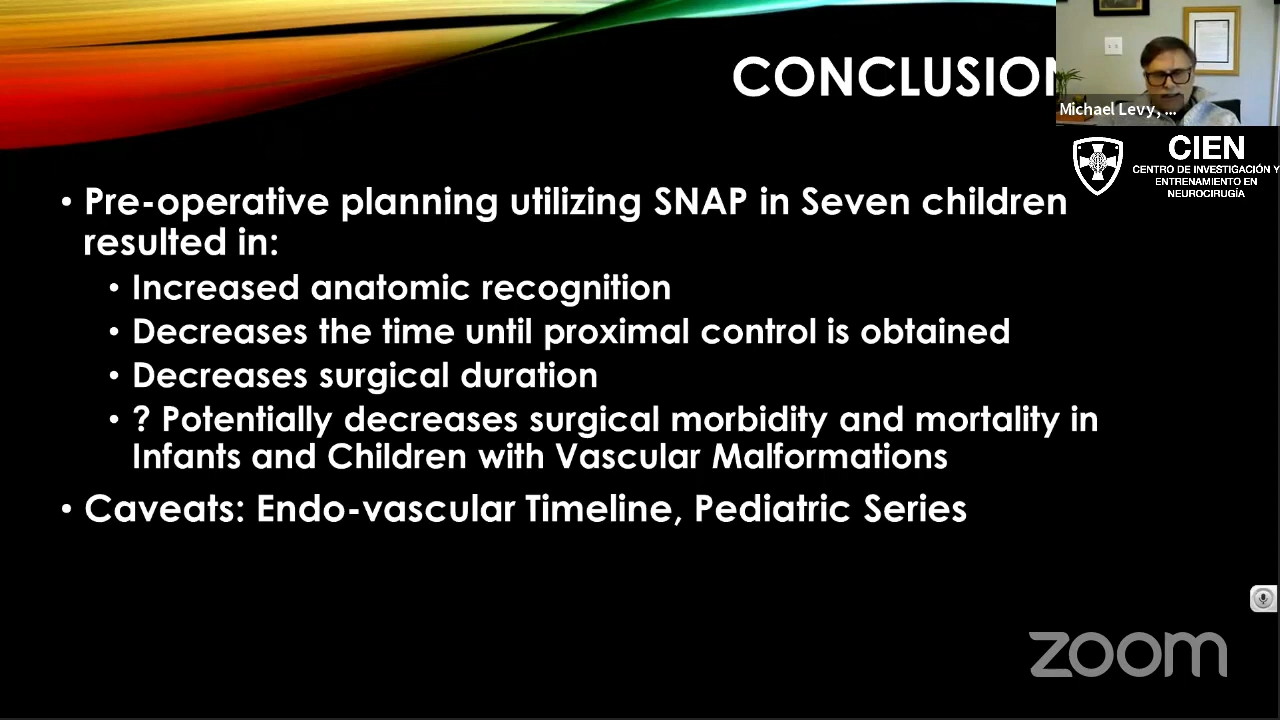 CONCLUSION
Michael Levy, ...
CIEN
CENTRO DE INVESTIGACIÓN Y
ENTRENAMIENTO EN
NEUROCIRUGÍA
• Pre-operative planning utilizing SNAP in Seven children
resulted in:
• Increased anatomic recognition
• Decreases the time until proximal control is obtained
• Decreases surgical duration
• ? Potentially decreases surgical morbidity and mortality in
Infants and Children with Vascular Malformations
• Caveats: Endo-vascular Timeline, Pediatric Series
zoom